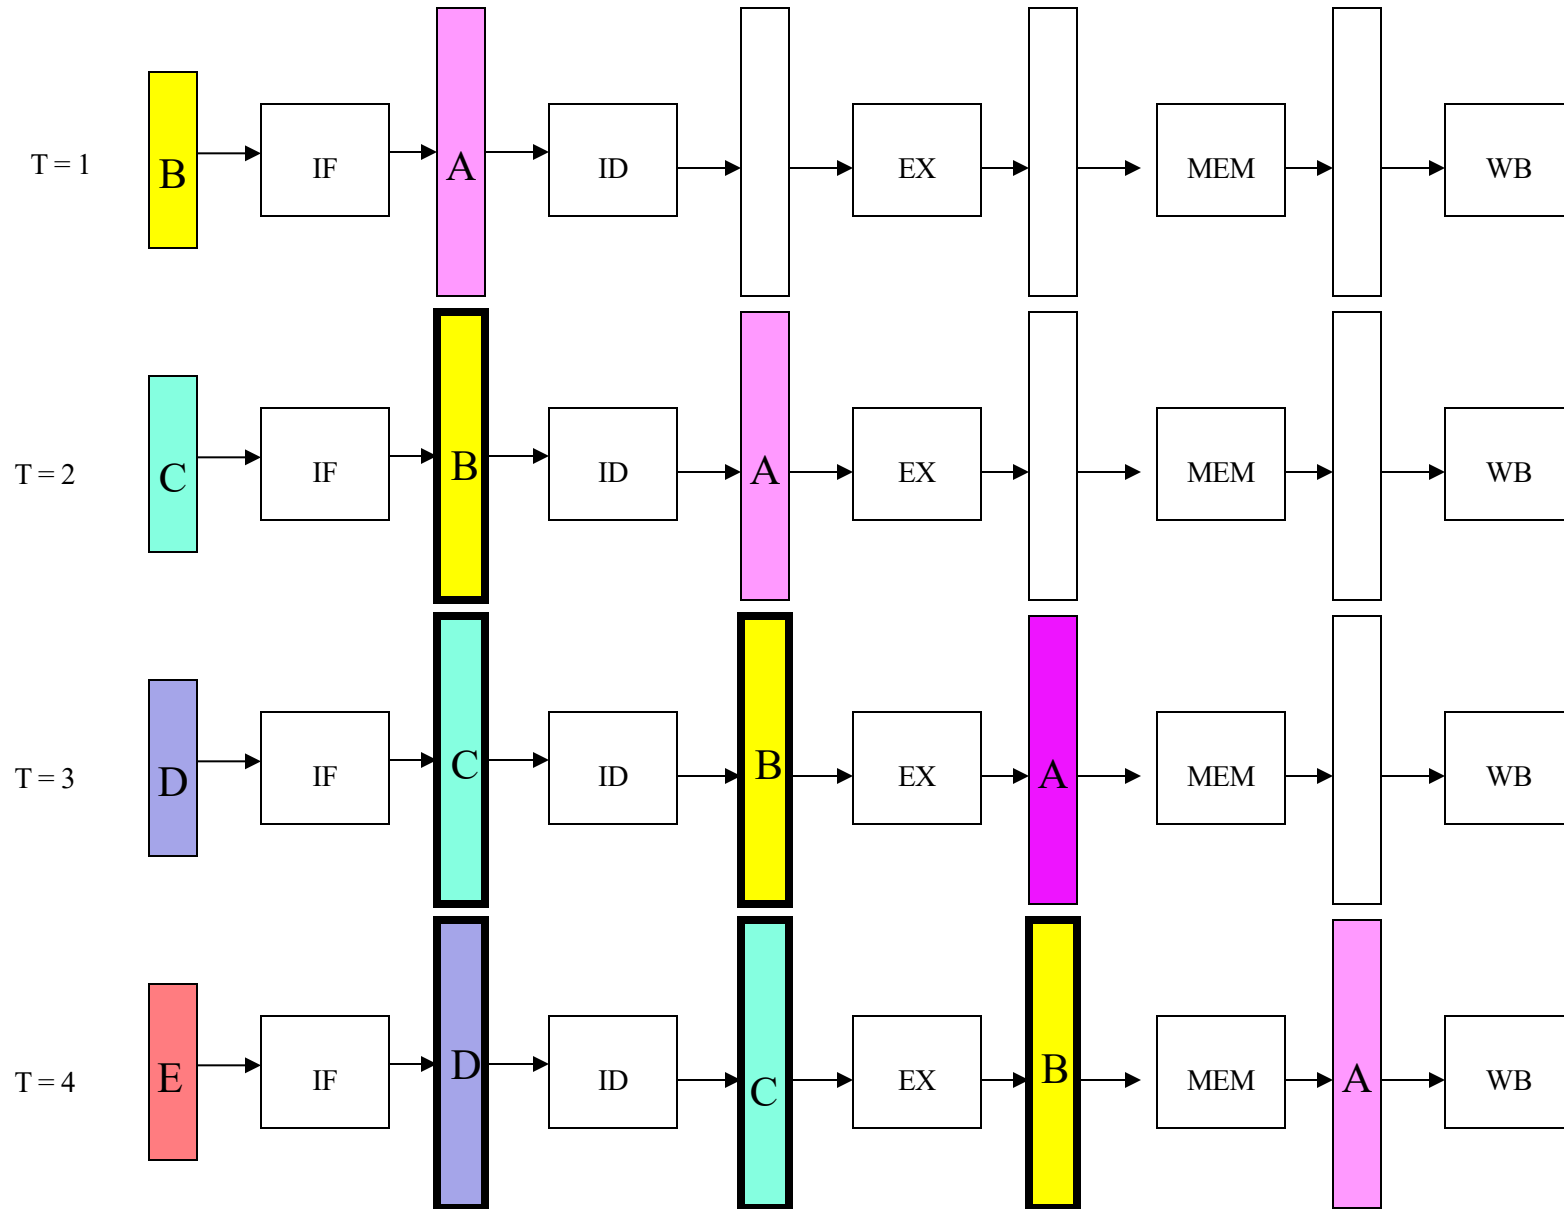 T = 1 B IF A ID EX MEM WB
T = 2 C IF B ID A EX MEM WB
T = 3 D IF C ID B EX A MEM WB
T = 4 E IF D ID C EX B MEM A WB